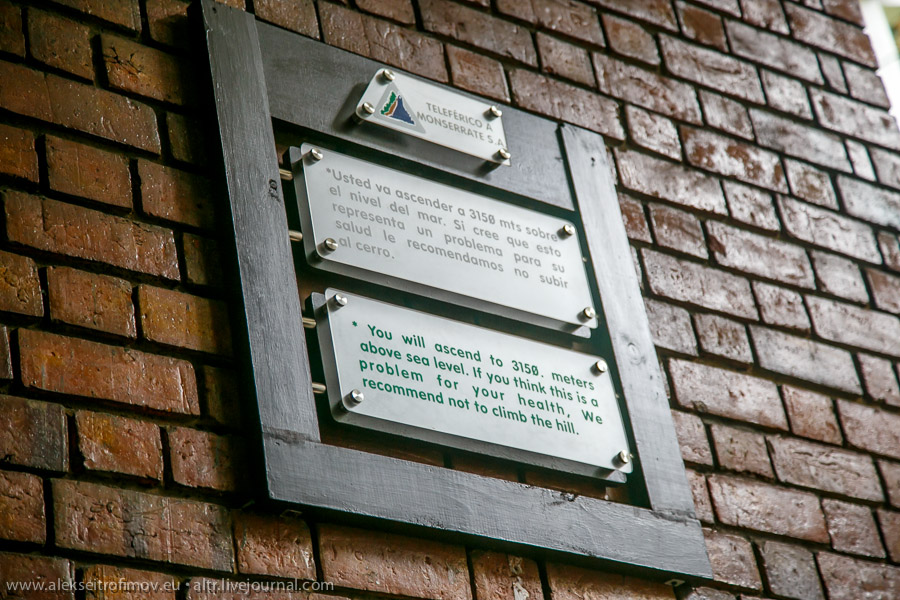 TELEFÉRICO A
MONSERRATE S.A.
*Usted va ascender a 3150 mts sobre
el nivel del mar. Si cree que esto
representa un problema para su
salud le recomendamos no subir
al cerro.
* You will ascend to 3150. meters
above sea level. If you think this is a
problem for your health, We
recommend not to climb the hill.
www.alekseitrofimov.eu - altr.livejournal.com